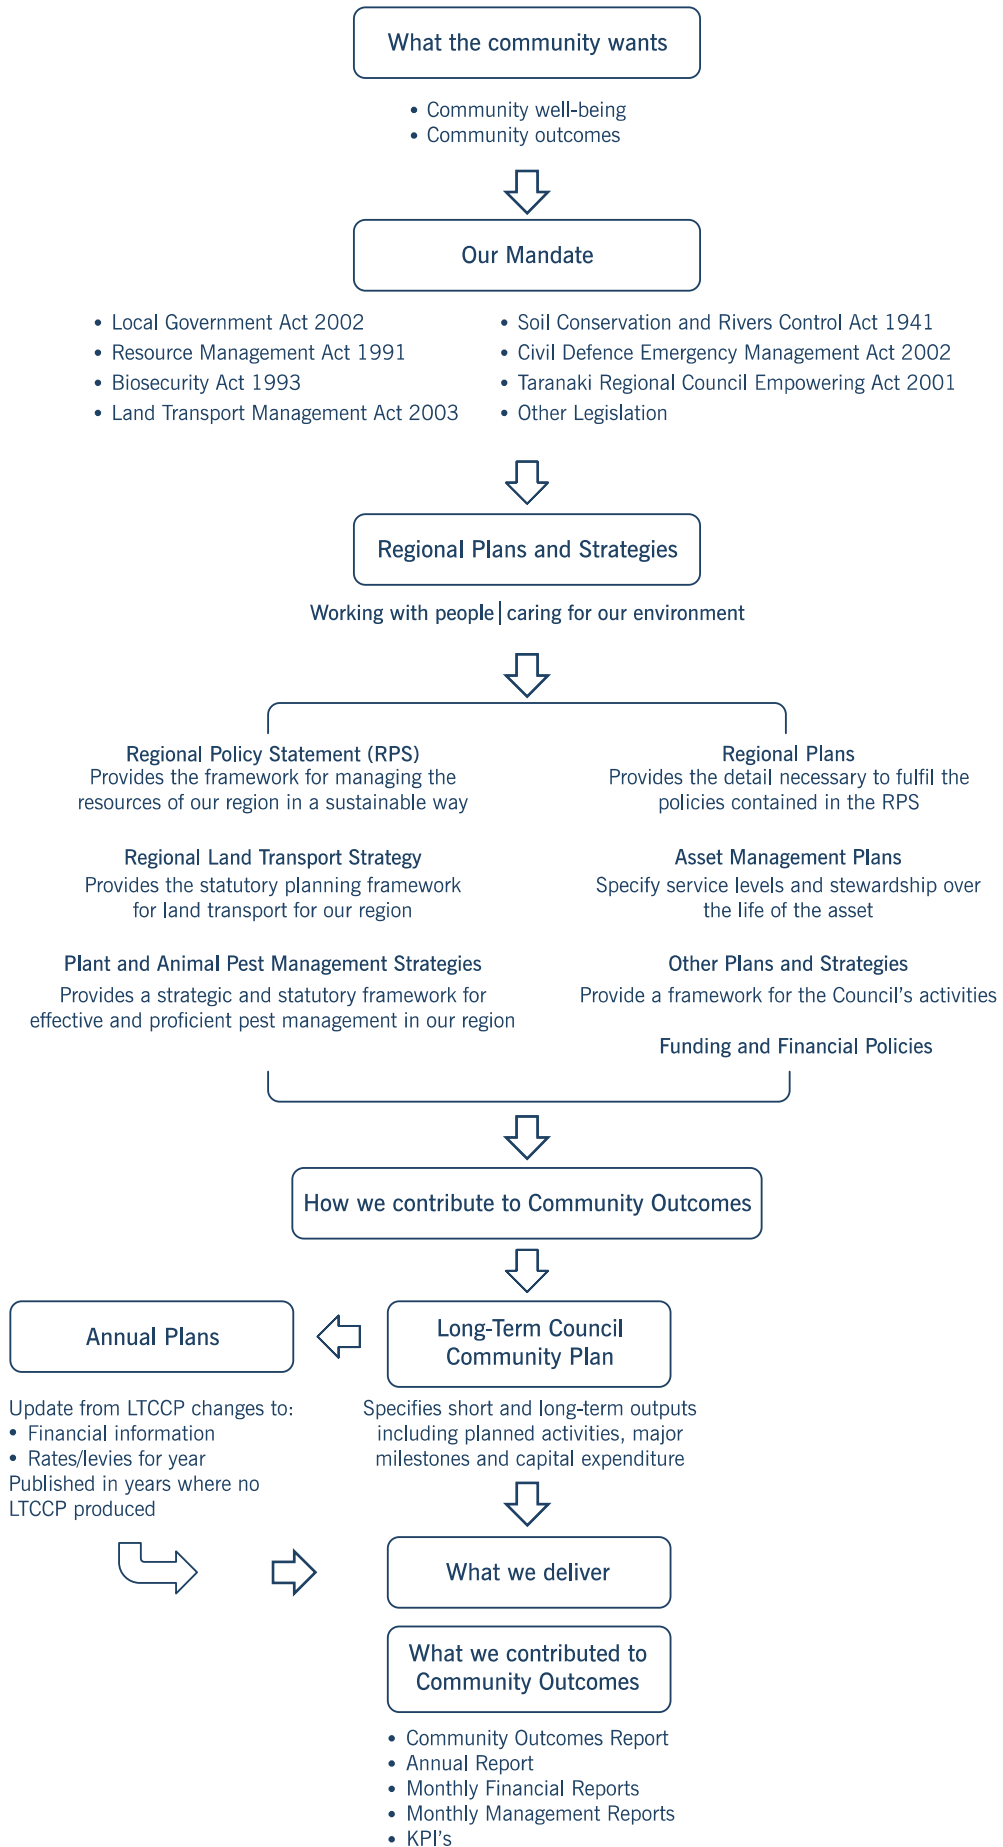 What the community wants
• Community well-being
• Community outcomes
Our Mandate
• Local Government Act 2002
• Resource Management Act 1991
• Biosecurity Act 1993
• Land Transport Management Act 2003
• Soil Conservation and Rivers Control Act 1941
• Civil Defence Emergency Management Act 2002
• Taranaki Regional Council Empowering Act 2001
• Other Legislation
Regional Plans and Strategies
Working with people | caring for our environment
Regional Policy Statement (RPS)
Provides the framework for managing the
resources of our region in a sustainable way
Regional Land Transport Strategy
Provides the statutory planning framework
for land transport for our region
Plant and Animal Pest Management Strategies
Provides a strategic and statutory framework for
effective and proficient pest management in our region
Regional Plans
Provides the detail necessary to fulfil the
policies contained in the RPS
Asset Management Plans
Specify service levels and stewardship over
the life of the asset
Other Plans and Strategies
Provide a framework for the Council's activities
Funding and Financial Policies
How we contribute to Community Outcomes
Annual Plans
Update from LTCCP changes to:
• Financial information
• Rates/levies for year
Published in years where no
LTCCP produced
Long-Term Council
Community Plan
Specifies short and long-term outputs
including planned activities, major
milestones and capital expenditure
What we deliver
What we contributed to
Community Outcomes
• Community Outcomes Report
• Annual Report
• Monthly Financial Reports
• Monthly Management Reports
• KPI's